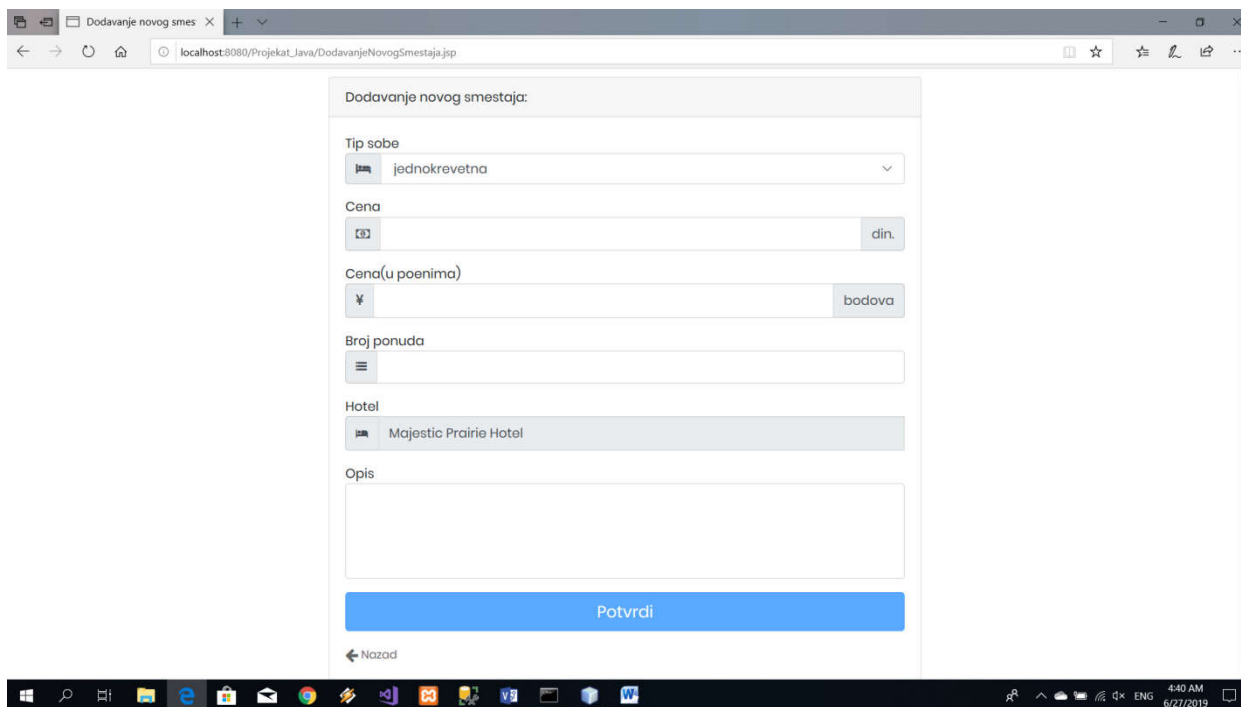 Dodavanje novog smes
localhost:8080/Projekat_Java/DodavanjeNovogSmestaja.jsp
Dodavanje novog smestaja:
Tip sobe
jednokrevetna
Cena
din.
Cena(u poenima)
¥
bodova
Broj ponuda
Hotel
Majestic Prairie Hotel
Opis
Potvrdi
Nazad
ENG
4:40 AM
6/27/2019